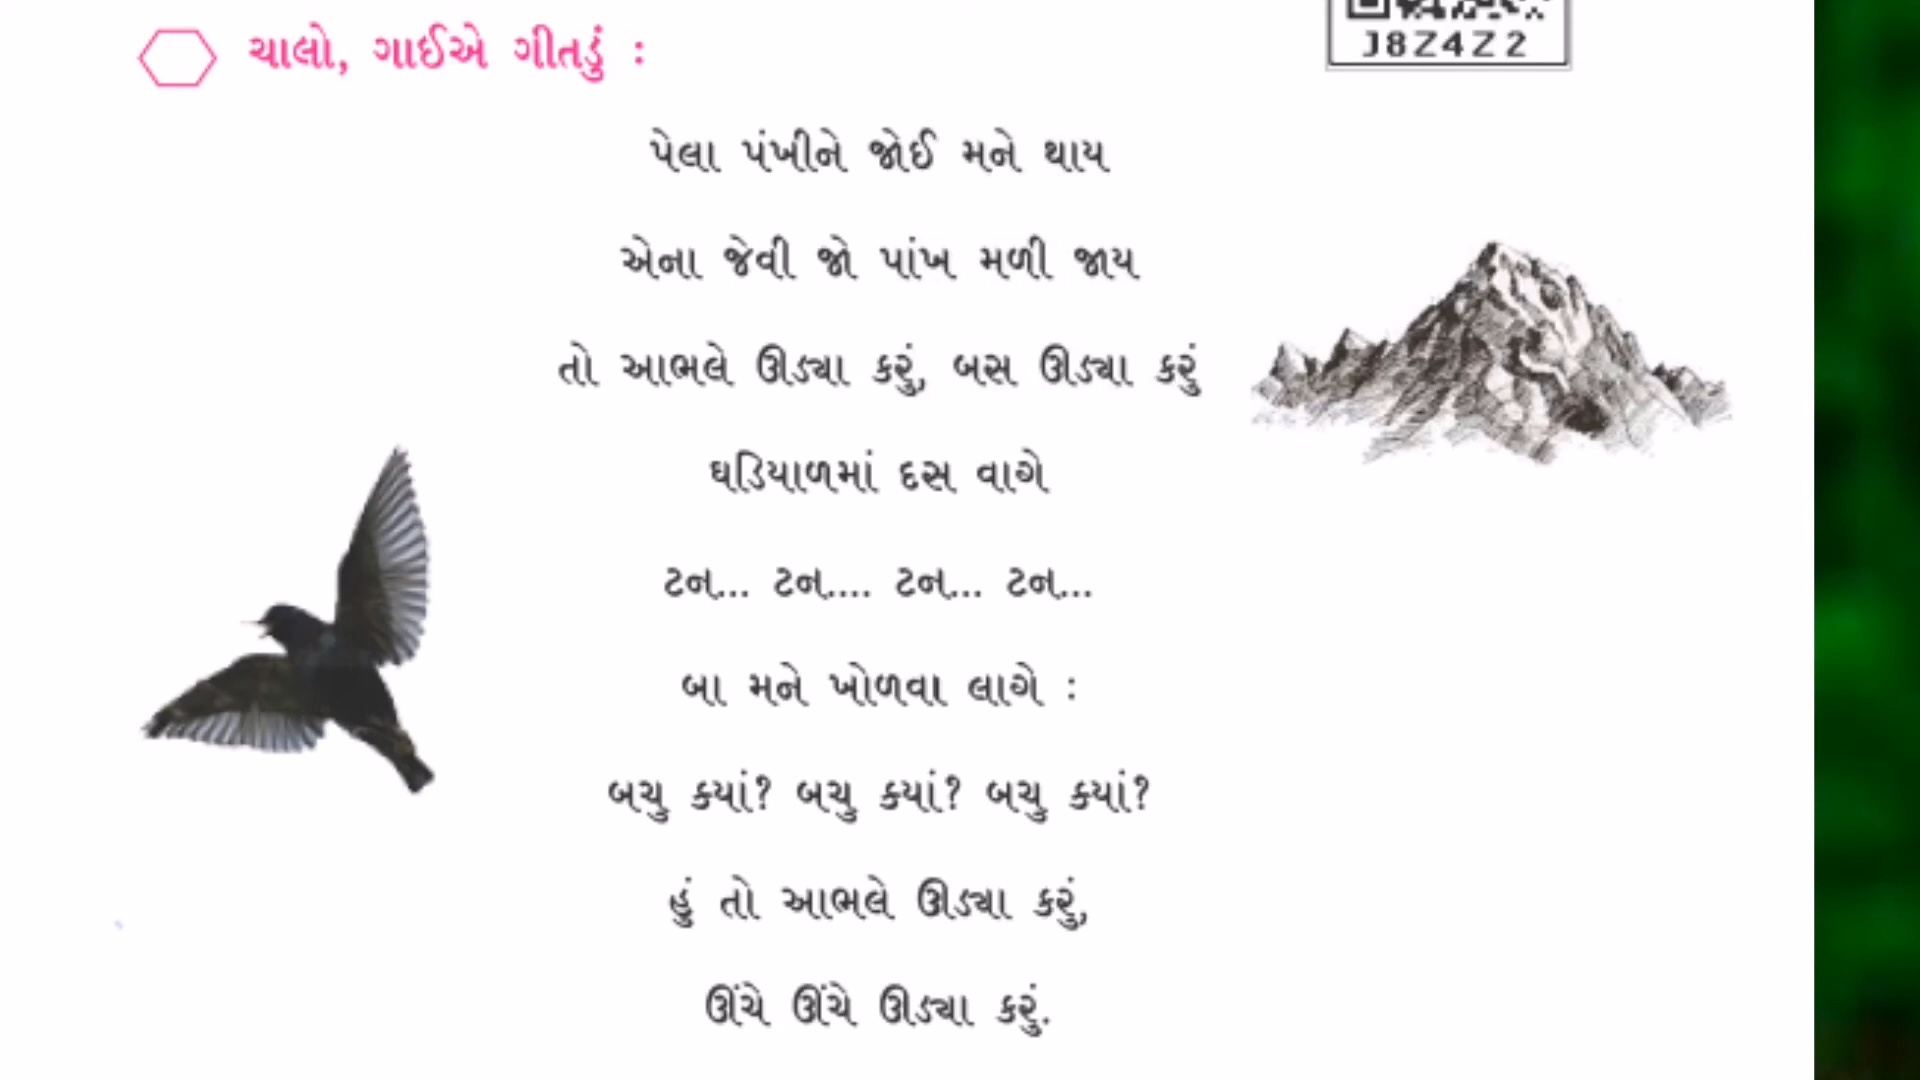 ચાલો, ગાઈએ ગીતડું :
J8Z4Z2
પેલા પંખીને જોઈ મને થાય
એના જેવી જો પાંખ મળી જાય
તો આભલે ઊડ્યા કરું, બસ ઊડ્યા કરું
ઘડિયાળમાં દસ વાગે
ટન... ટન.... ટન... ટન...
બા મને ખોળવા લાગે :
બચુ ક્યાં? બચુ ક્યાં? બચુ ક્યાં?
હું તો આભલે ઊડ્યા કરું,
ઊંચે ઊંચે ઊડ્યા કરું.